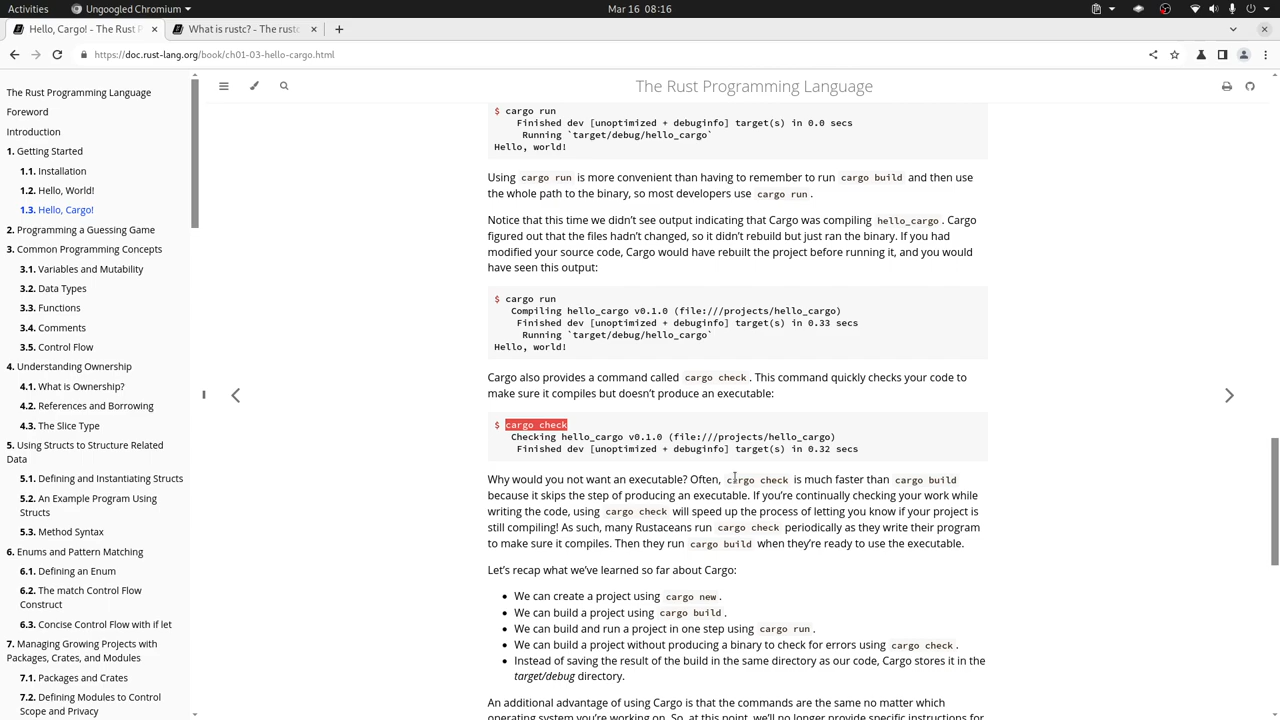 Activities
Ungoogled Chromium
Mar 16 08:16
Hello, Cargo! - The Rust P
What is rustc? - The rustc
https://doc.rust-lang.org/book/ch01-03-hello-cargo.html
The Rust Programming Language
Foreword
Introduction
1. Getting Started
1.1. Installation
1.2. Hello, World!
1.3. Hello, Cargo!
2. Programming a Guessing Game
3. Common Programming Concepts
3.1. Variables and Mutability
3.2. Data Types
3.3. Functions
3.4. Comments
3.5. Control Flow
4. Understanding Ownership
4.1. What is Ownership?
4.2. References and Borrowing
4.3. The Slice Type
5. Using Structs to Structure Related
Data
5.1. Defining and Instantiating Structs
5.2. An Example Program Using
Structs
5.3. Method Syntax
6. Enums and Pattern Matching
6.1. Defining an Enum
6.2. The match Control Flow
Construct
6.3. Concise Control Flow with if let
7. Managing Growing Projects with
Packages, Crates, and Modules
7.1. Packages and Crates
7.2. Defining Modules to Control
Scope and Privacy
The Rust Programming Language
$ cargo run
Finished dev [unoptimized + debuginfo] target(s) in 0.0 secs
Running `target/debug/hello_cargo`
Hello, world!
Using cargo run is more convenient than having to remember to run cargo build and then use
the whole path to the binary, so most developers use cargo run.
Notice that this time we didn’t see output indicating that Cargo was compiling hello_cargo. Cargo
figured out that the files hadn’t changed, so it didn’t rebuild but just ran the binary. If you had
modified your source code, Cargo would have rebuilt the project before running it, and you would
have seen this output:
$ cargo run
Compiling hello_cargo v0.1.0 (file:///projects/hello_cargo)
Finished dev [unoptimized + debuginfo] target(s) in 0.33 secs
Running `target/debug/hello_cargo`
Hello, world!
Cargo also provides a command called cargo check. This command quickly checks your code to
make sure it compiles but doesn’t produce an executable:
$ cargo check
Checking hello_cargo v0.1.0 (file:///projects/hello_cargo)
Finished dev [unoptimized + debuginfo] target(s) in 0.32 secs
Why would you not want an executable? Often, cargo check is much faster than cargo build
because it skips the step of producing an executable. If you’re continually checking your work while
writing the code, using cargo check will speed up the process of letting you know if your project is
still compiling! As such, many Rustaceans run cargo check periodically as they write their program
to make sure it compiles. Then they run cargo build when they’re ready to use the executable.
Let’s recap what we’ve learned so far about Cargo:
• We can create a project using cargo new.
• We can build a project using cargo build.
• We can build and run a project in one step using cargo run.
• We can build a project without producing a binary to check for errors using cargo check.
• Instead of saving the result of the build in the same directory as our code, Cargo stores it in the
target/debug directory.
An additional advantage of using Cargo is that the commands are the same no matter which
operating system you’re working on. So, at this point, we’ll no longer provide specific instructions for